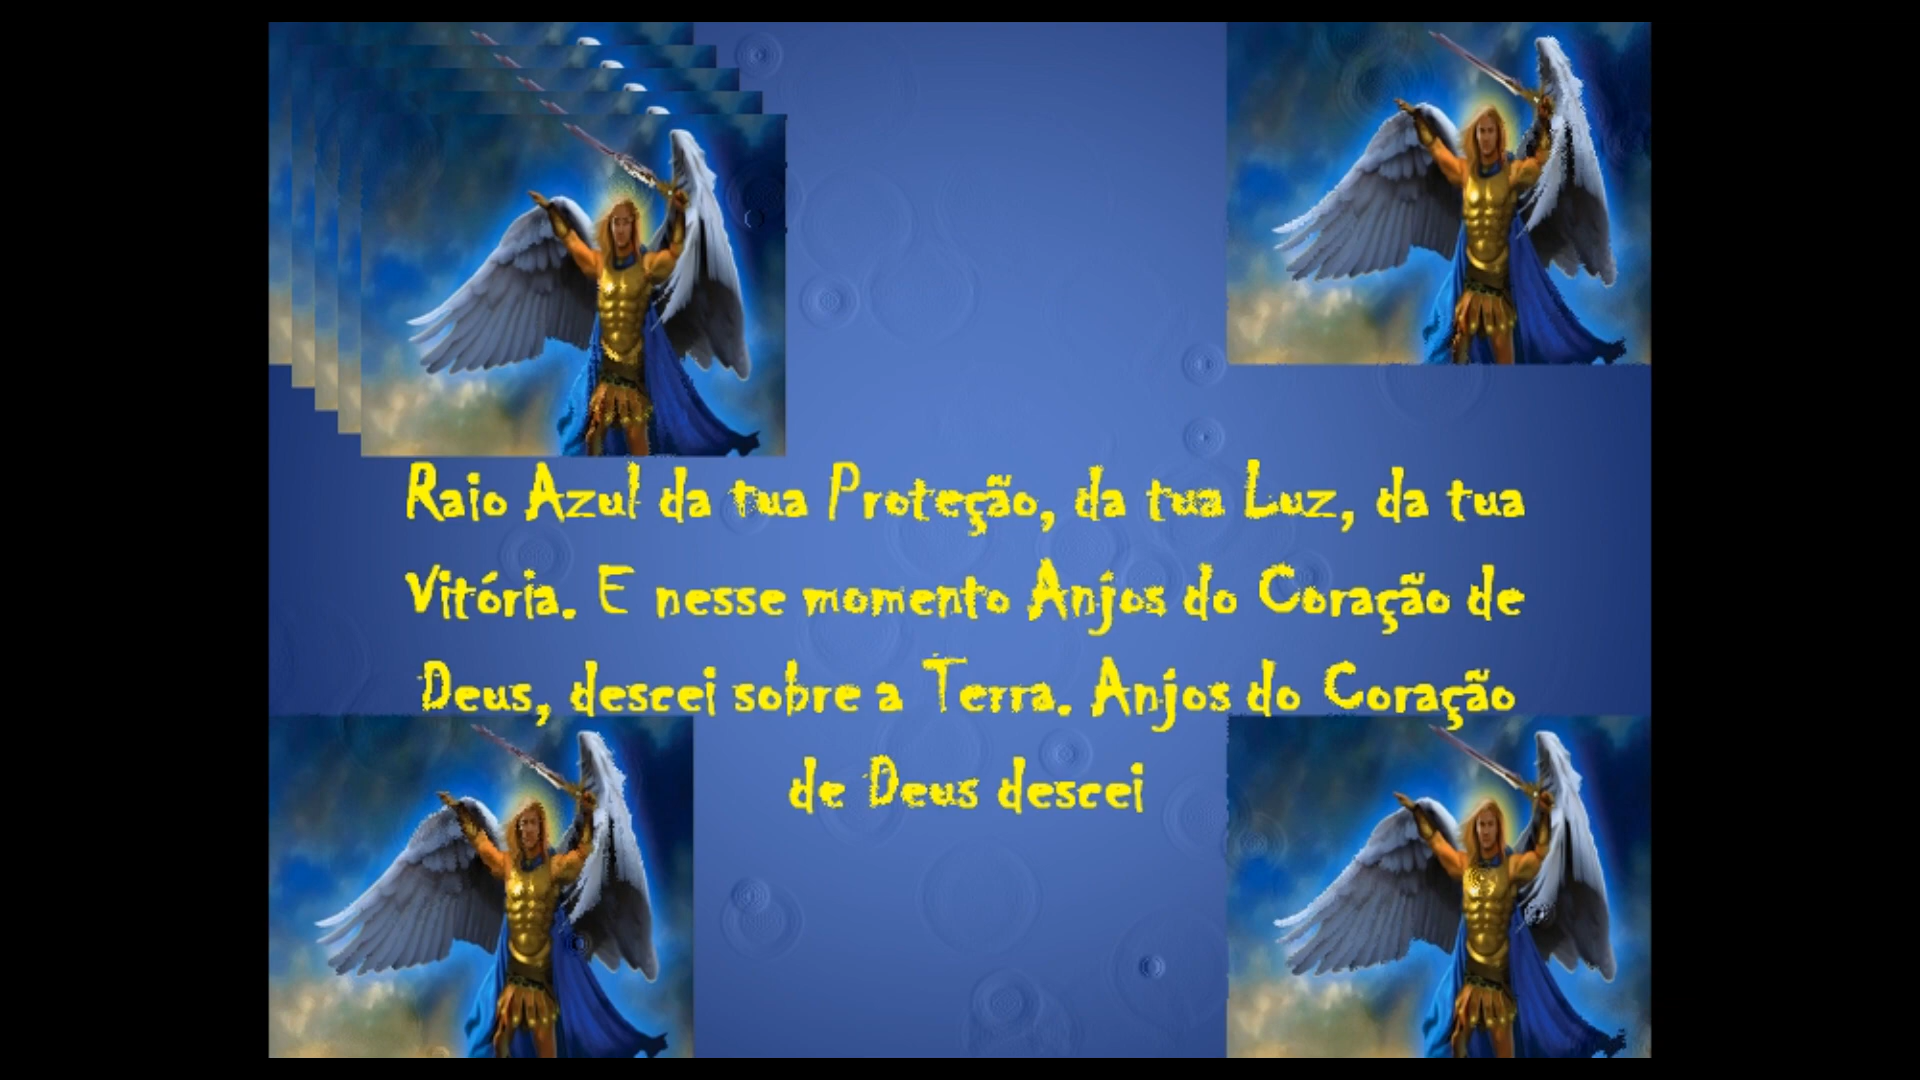 Raio Azul da tua Proteção, da tua Luz, da tua
Vitória. E nesse momento Anjos do Coração de
Deus, descei sobre a Terra. Anjos do Coração
de Deus descei